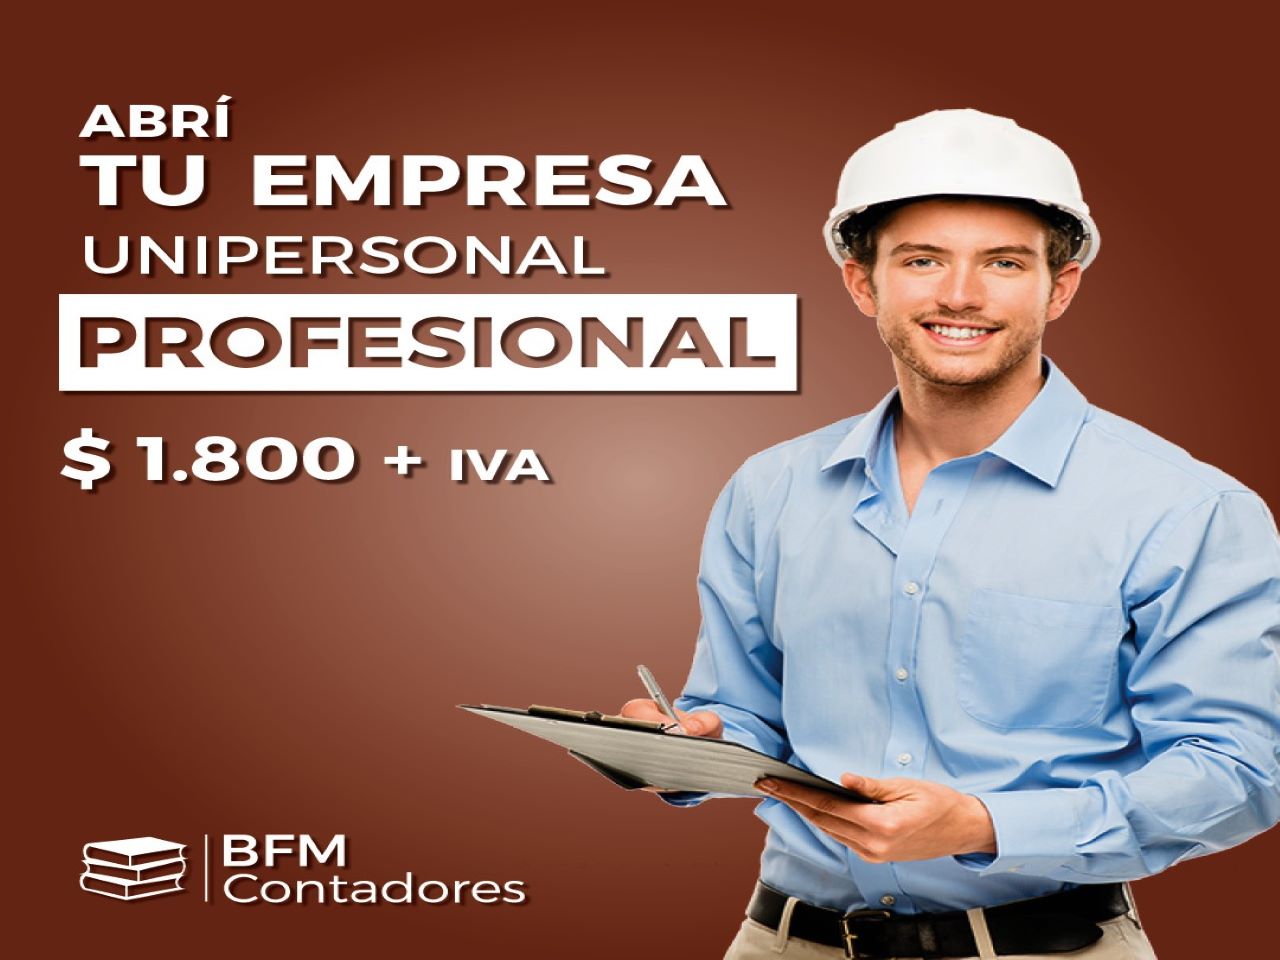 ABRÍ
TU EMPRESA
UNIPERSONAL
PROFESIONAL
$ 1.800 + IVA
BFM
Contadores